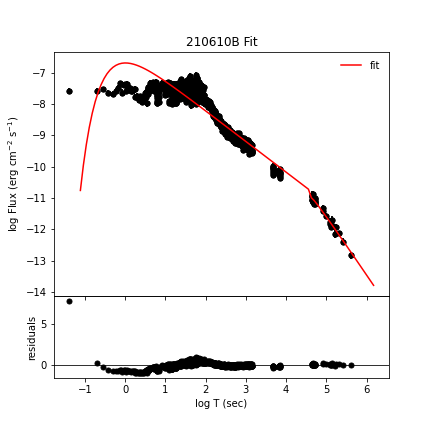 210610B Fit
fit
log Flux (erg cm⁻² s⁻¹)
−7
−8
−9
−10
−11
−12
−13
−14
residuals
5
0
−1 0 1 2 3 4 5 6
log T (sec)